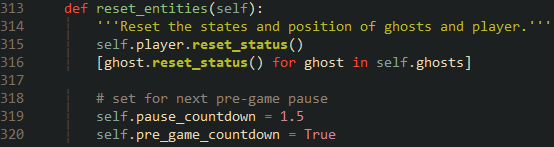 313 def reset_entities(self):
314 '''Reset the states and position of ghosts and player.'''
315 self.player.reset_status()
316 [ghost.reset_status() for ghost in self.ghosts]
317
318 # set for next pre-game pause
319 self.pause_countdown = 1.5
320 self.pre_game_countdown = True